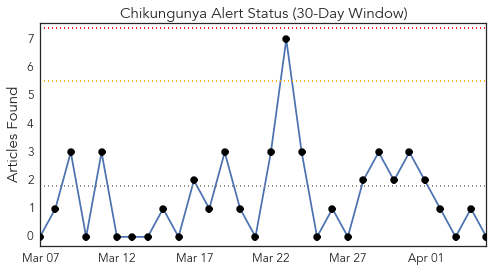 Chikungunya Alert Status (30-Day Window)
Articles Found
7
6
5
4
3
2
1
0
Mar 07 Mar 12 Mar 17 Mar 22 Mar 27 Apr 01